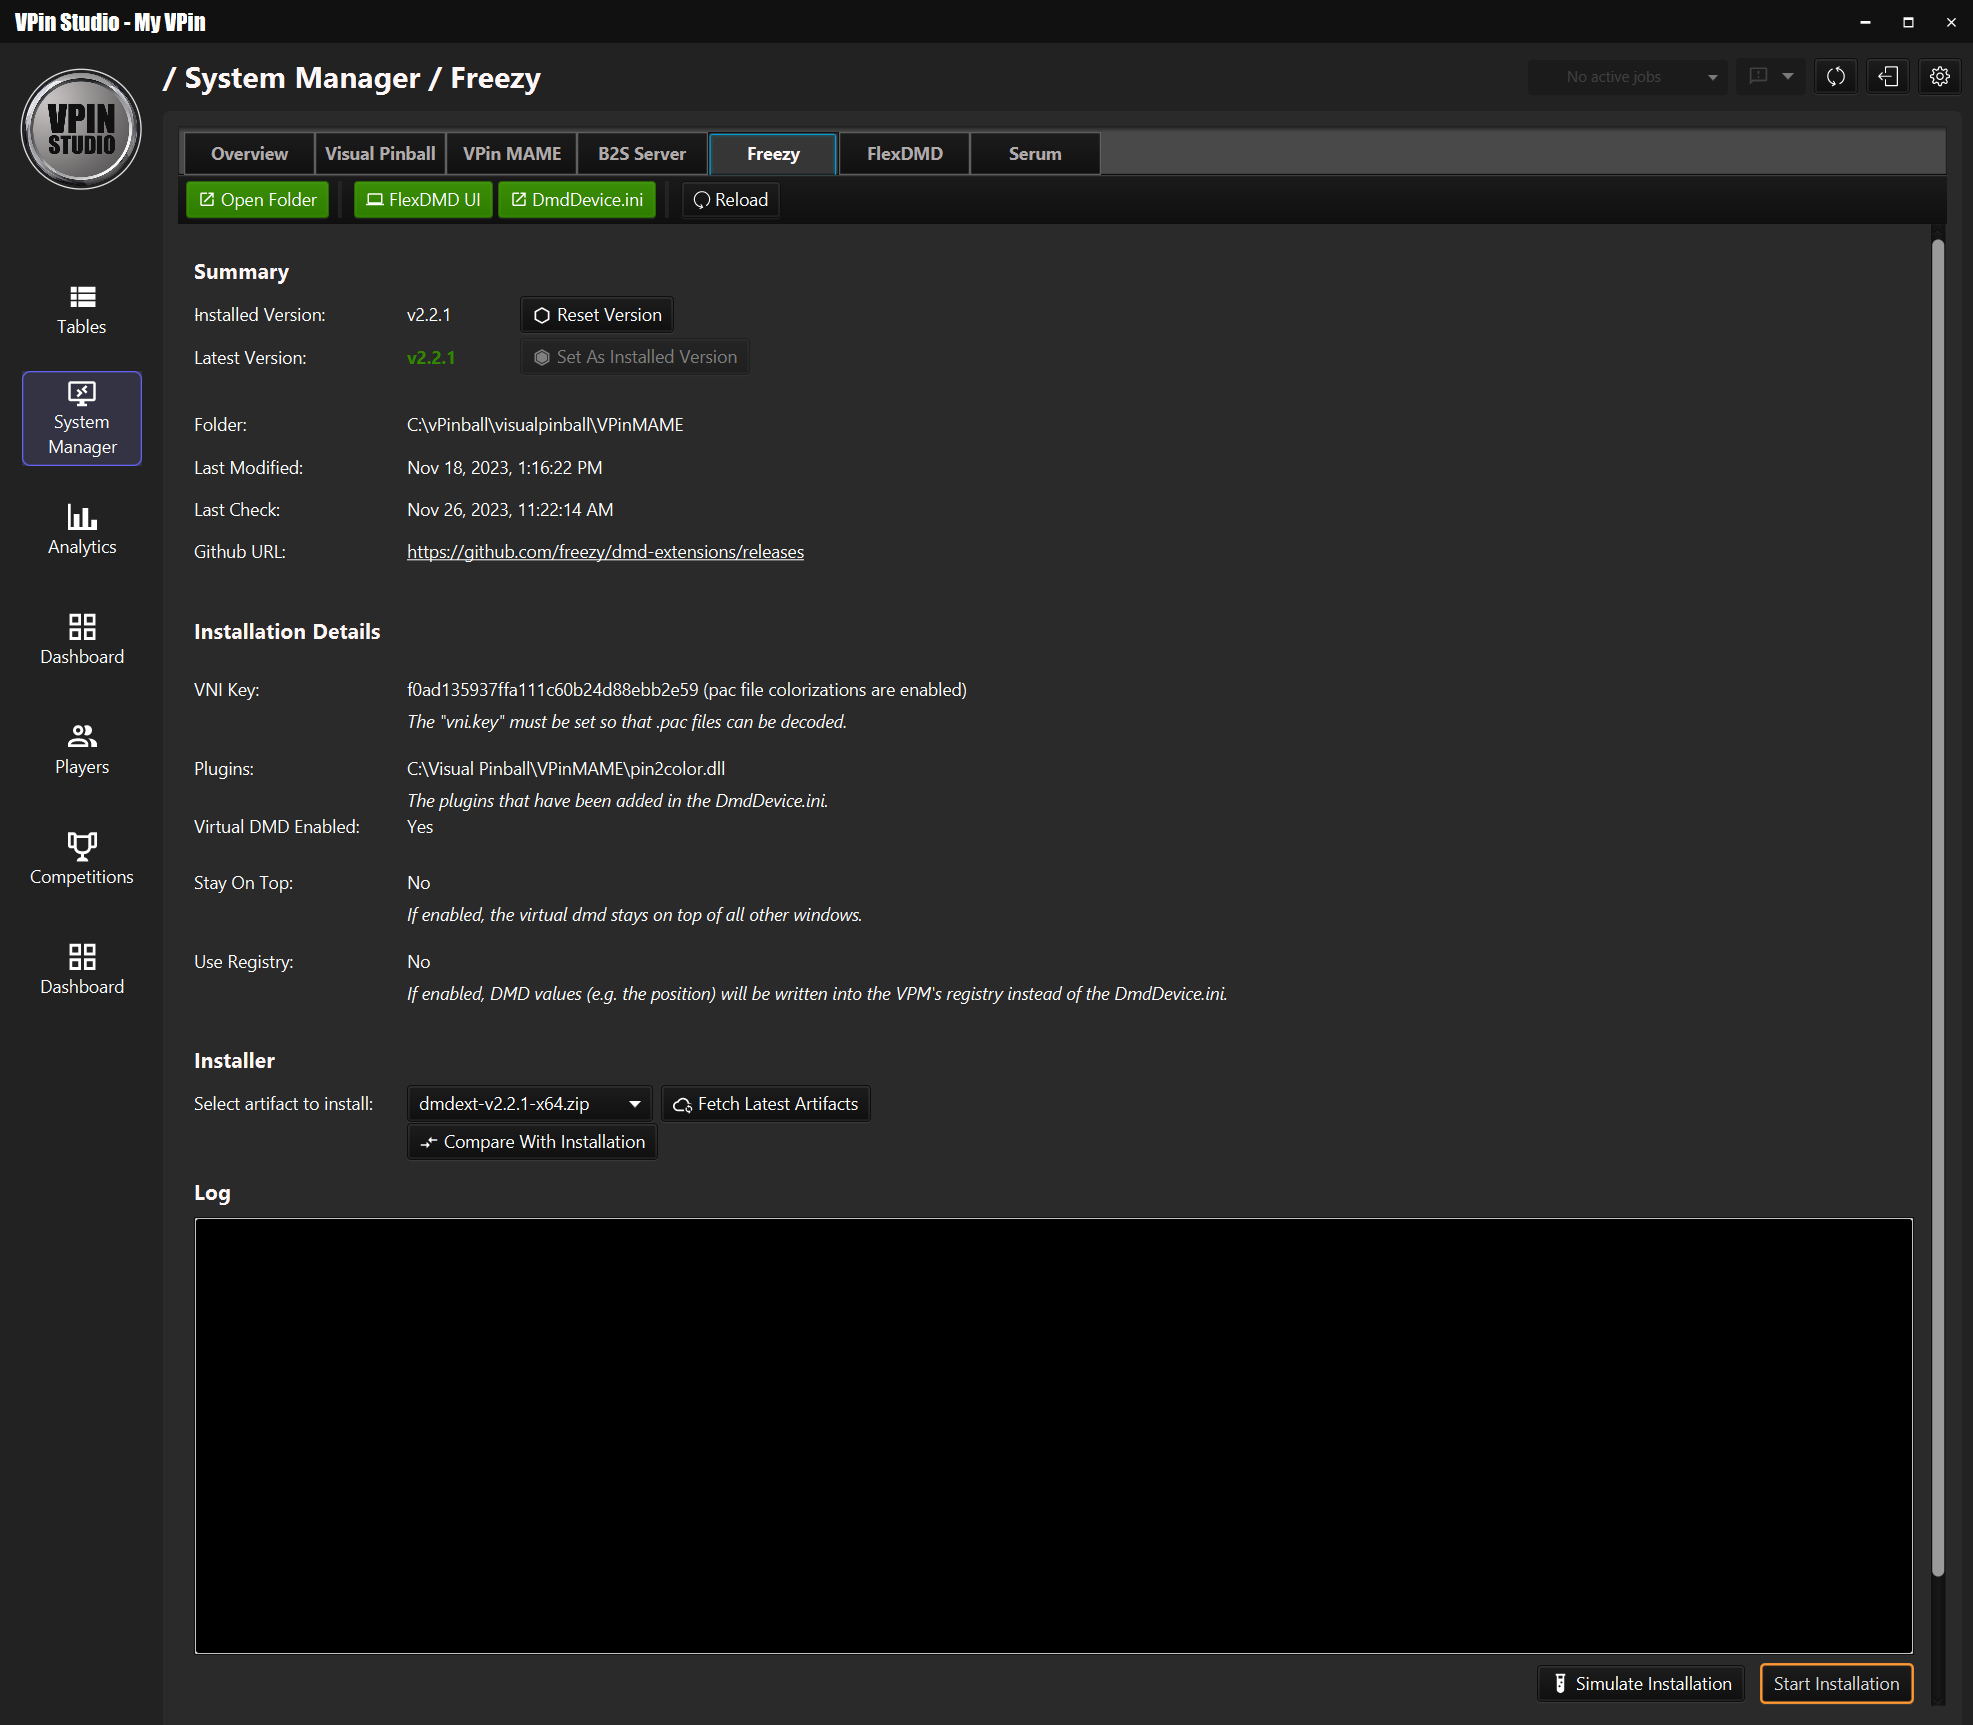 VPin Studio - My VPin
VPIN
STUDIO
/ System Manager / Freezy
No active jobs
Overview
Visual Pinball
VPin MAME
B2S Server
Freezy
FlexDMD
Serum
Open Folder
FlexDMD UI
DmdDevice.ini
Reload
Tables
System
Manager
Analytics
Dashboard
Players
Competitions
Dashboard
Summary
Installed Version: v2.2.1 Reset Version
Latest Version: v2.2.1 Set As Installed Version
Folder: C:\vPinball\visualpinball\VPinMAME
Last Modified: Nov 18, 2023, 1:16:22 PM
Last Check: Nov 26, 2023, 11:22:14 AM
Github URL: https://github.com/freezy/dmd-extensions/releases
Installation Details
VNI Key: f0ad135937ffa111c60b24d88ebb2e59 (pac file colorizations are enabled)
The "vni.key" must be set so that .pac files can be decoded.
Plugins: C:\Visual Pinball\VPinMAME\pin2color.dll
The plugins that have been added in the DmdDevice.ini.
Virtual DMD Enabled: Yes
Stay On Top: No
If enabled, the virtual dmd stays on top of all other windows.
Use Registry: No
If enabled, DMD values (e.g. the position) will be written into the VPM's registry instead of the DmdDevice.ini.
Installer
Select artifact to install: dmdext-v2.2.1-x64.zip Fetch Latest Artifacts
Compare With Installation
Log
Simulate Installation Start Installation